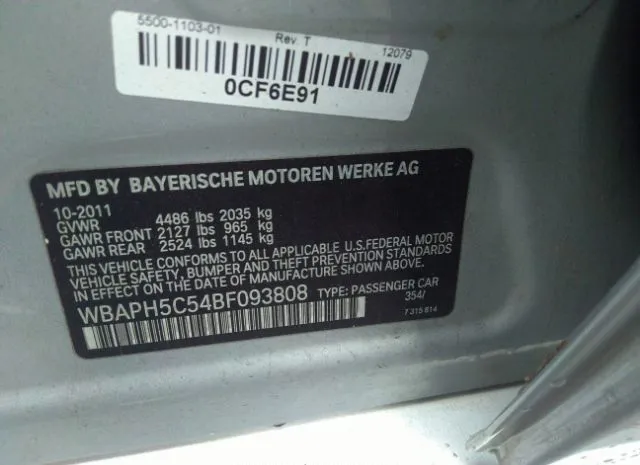 5500-1103-01
Rev. T
12079
0CF6E91
MFD BY BAYERISCHE MOTOREN WERKE AG
10-2011
GVWR 4486 lbs 2035 kg
GAWR FRONT 2127 lbs 965 kg
GAWR REAR 2524 lbs 1145 kg
THIS VEHICLE CONFORMS TO ALL APPLICABLE U.S.FEDERAL MOTOR
VEHICLE SAFETY, BUMPER AND THEFT PREVENTION STANDARDS
IN EFFECT ON THE DATE OF MANUFACTURE SHOWN ABOVE.
WBAPH5C54BF093808 TYPE: PASSENGER CAR
354/
7 315 814